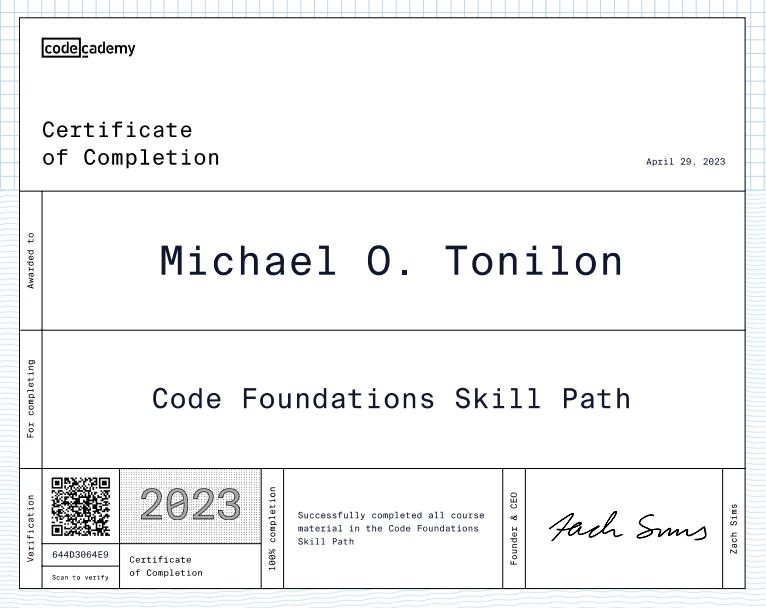 codecademy
Certificate
of Completion
April 29, 2023
Awarded to
Michael O. Tonilon
For completing
Code Foundations Skill Path
Verification
644D3064E9
Scan to verify
2023
Certificate
of Completion
100% completion
Successfully completed all course
material in the Code Foundations
Skill Path
Founder & CEO
Zach Sims
Zach Sims